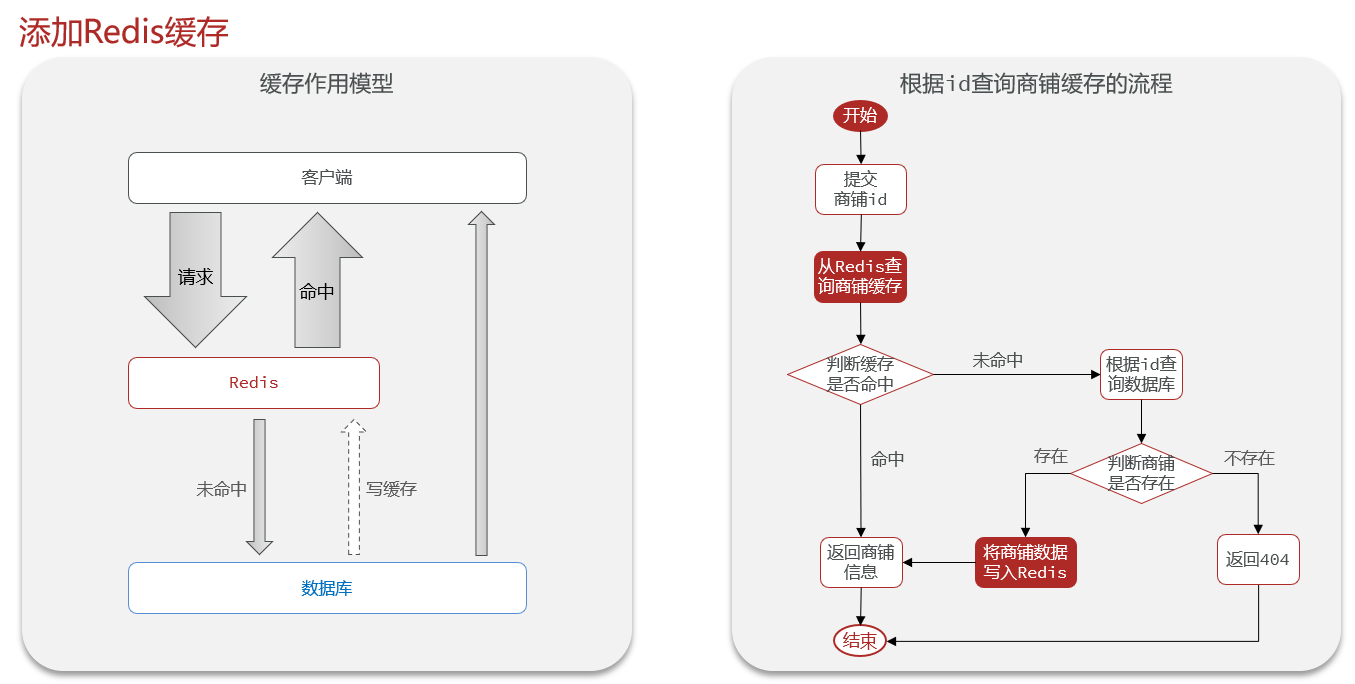 添加Redis缓存
缓存作用模型
客户端
请求
命中
Redis
未命中
写缓存
数据库
根据id查询商铺缓存的流程
开始
提交
商铺id
从Redis查
询商铺缓存
判断缓存
是否命中
未命中
根据id查
询数据库
命中
存在
判断商铺
是否存在
不存在
返回商铺
信息
将商铺数据
写入Redis
返回404
结束